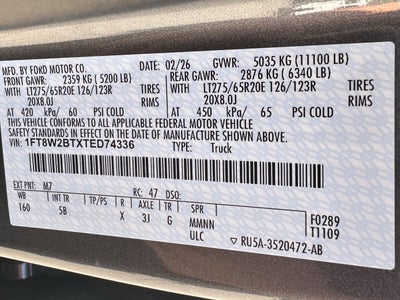 MFD. BY FORD MOTOR CO. 02/26 GVWR: 5035 KG (11100 LB)
FRONT GAWR: 2359 KG (5200 LB) REAR GAWR: 2876 KG (6340 LB)
WITH LT275/65R20E 126/123R TIRES WITH LT275/65R20E 126/123R TIRES
20X8.0J 20X8.0J
AT 420 kPa/ 60 PSI COLD AT 450 kPa/ 65 PSI COLD
THIS VEHICLE CONFORMS TO ALL APPLICABLE FEDERAL MOTOR VEHICLE
SAFETY STANDARDS IN EFFECT ON THE DATE OF MANUFACTURE SHOWN ABOVE.
VIN: 1FT8W2BTXTED74336 TYPE: Truck
EXT PNT: M7 RC: 47 DSO:
WB BRK TP/PS R AXLE TR SPR
160 5B X 3J G MMNN F0289
ULC T1109
RU5A-3520472-AB